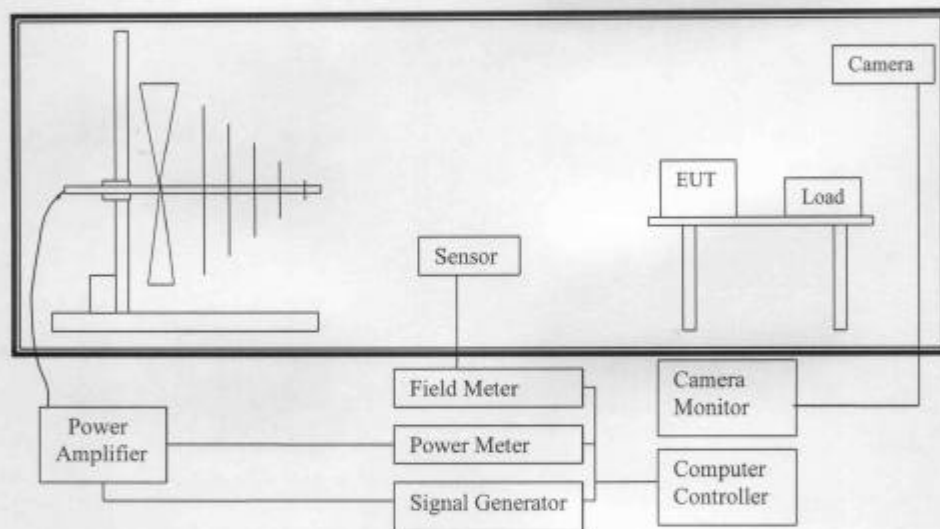 Camera
EUT
Load
Sensor
Field Meter
Camera
Monitor
Power
Amplifier
Power Meter
Computer
Controller
Signal Generator